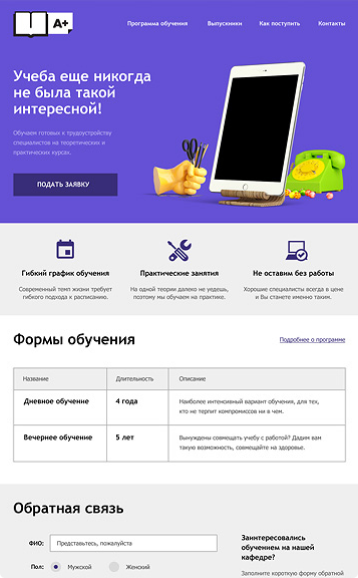 A+
Программа обучения
Выпускники
Как поступить
Контакты
Учеба еще никогда
не была такой
интересной!
Обучаем готовых к трудоустройству
специалистов на теоретических и
практических курсах.
ПОДАТЬ ЗАЯВКУ
Гибкий график обучения
Современный темп жизни требует
гибкого подхода к расписанию.
Практические занятия
На одной теории далеко не уедешь,
поэтому мы обучаем на практике.
Не оставим без работы
Хорошие специалисты всегда в цене
и Вы станете именно таким.
Формы обучения
Подробнее о программе
Название
Длительность
Описание
Дневное обучение
4 года
Наиболее интенсивный вариант обучения, для тех,
кто не терпит компромиссов ни в чем.
Вечернее обучение
5 лет
Вынуждены совмещать учебу с работой? Дадим вам
такую возможность, совмещайте на здоровье.
Обратная связь
ФИО:
Представьтесь, пожалуйста
Пол:
Мужской
Женский
Заинтересовались
обучением на нашей
кафедре?
Заполните короткую форму обратной